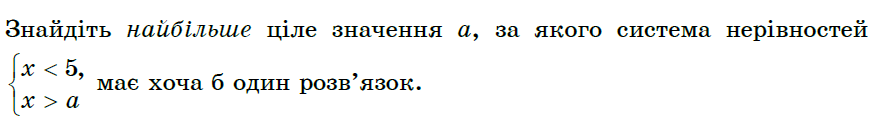 Знайдіть найбільше ціле значення a, за якого система нерівностей
{ x < 5,
x > a
має хоча б один розв’язок.